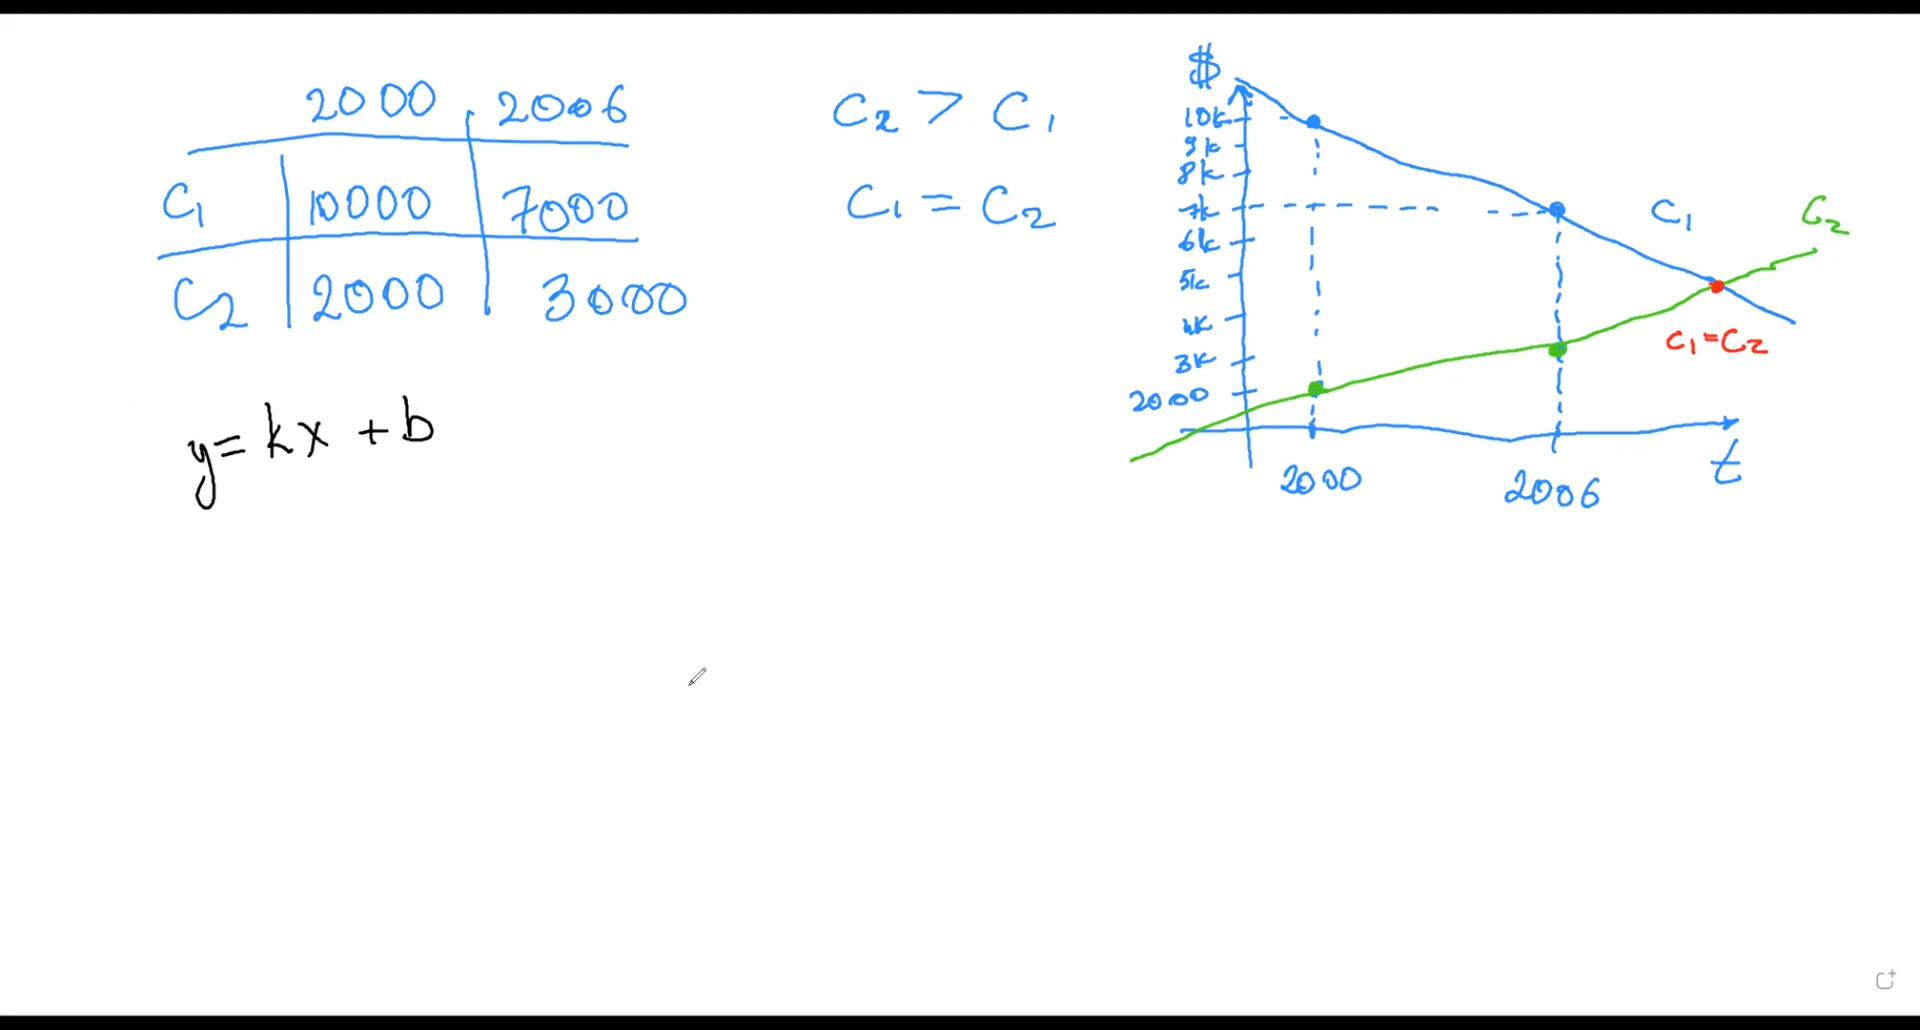 2000 2006
C1 10000 7000
C2 2000 3000
y = kx + b
C2 > C1
C1 = C2
$
10k
9k
8k
7k
6k
5k
4k
3k
2000
C1
C2
C1=C2
2000 2006 t